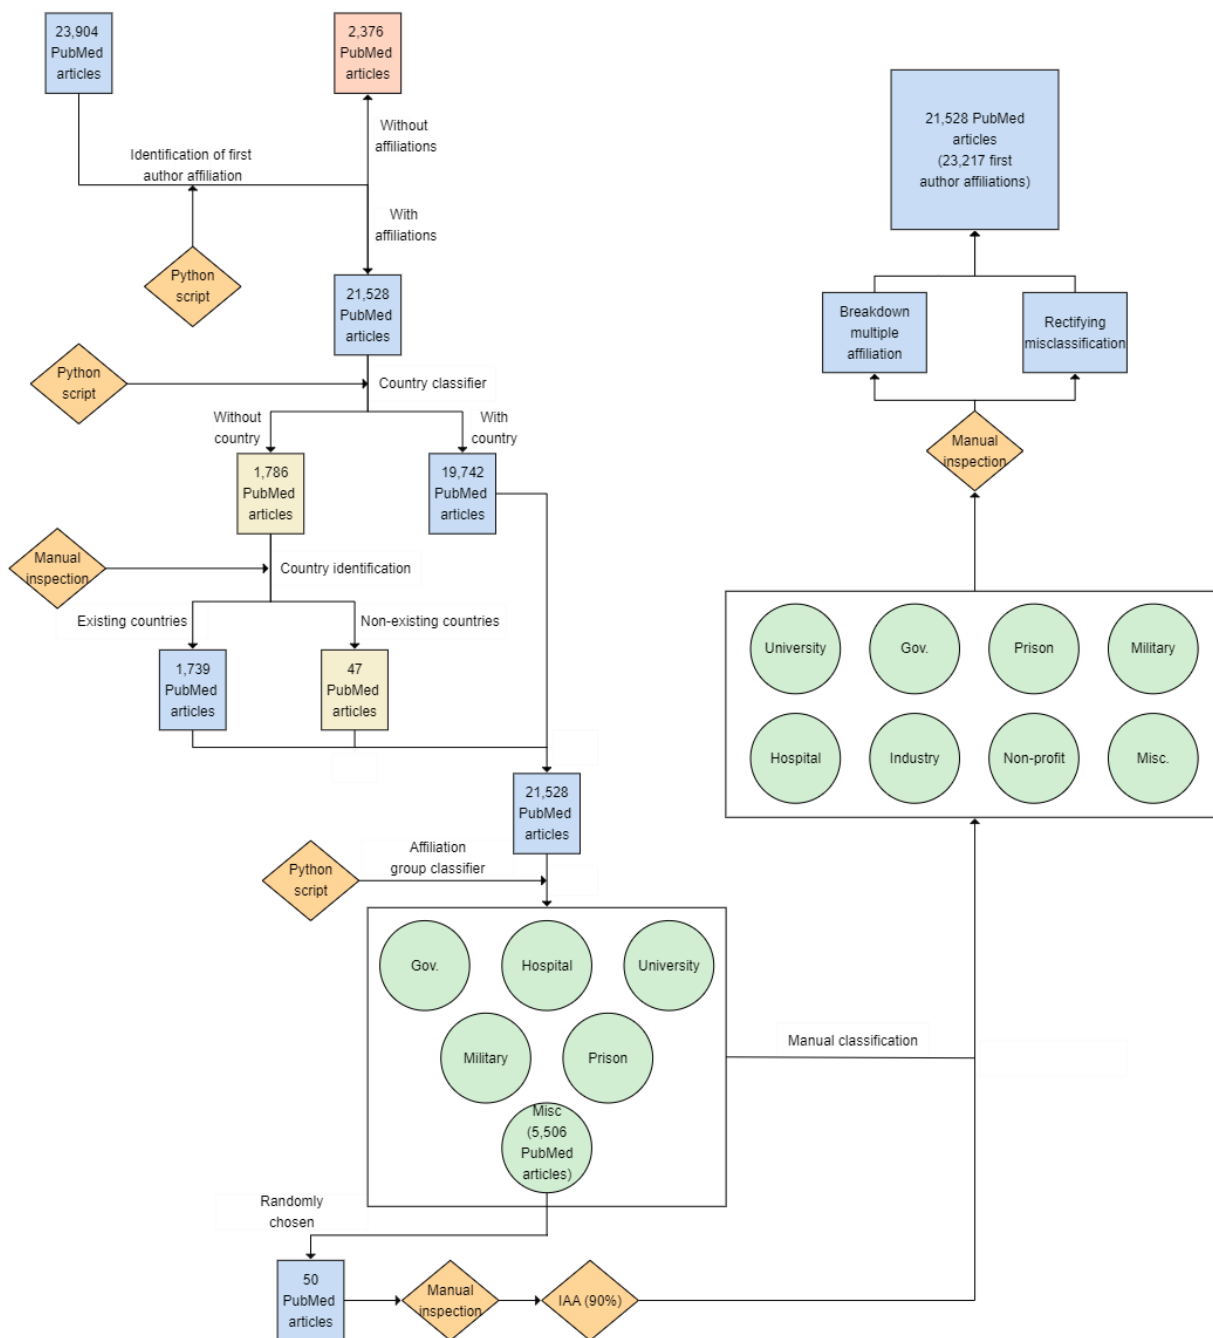 23,904
PubMed
articles
2,376
PubMed
articles
Without
affiliations
Identification of first
author affiliation
With
affiliations
Python
script
21,528
PubMed
articles
Python
script
Country classifier
Without
country
With
country
1,786
PubMed
articles
19,742
PubMed
articles
Manual
inspection
Country identification
Existing countries
Non-existing countries
1,739
PubMed
articles
47
PubMed
articles
21,528
PubMed
articles
Affiliation
group classifier
Python
script
Gov.
Hospital
University
Military
Prison
Misc
(5,506
PubMed
articles)
Randomly
chosen
50
PubMed
articles
Manual
inspection
IAA (90%)
Manual classification
University
Gov.
Prison
Military
Hospital
Industry
Non-profit
Misc.
Manual
inspection
Breakdown
multiple
affiliation
Rectifying
misclassification
21,528 PubMed
articles
(23,217 first
author affiliations)